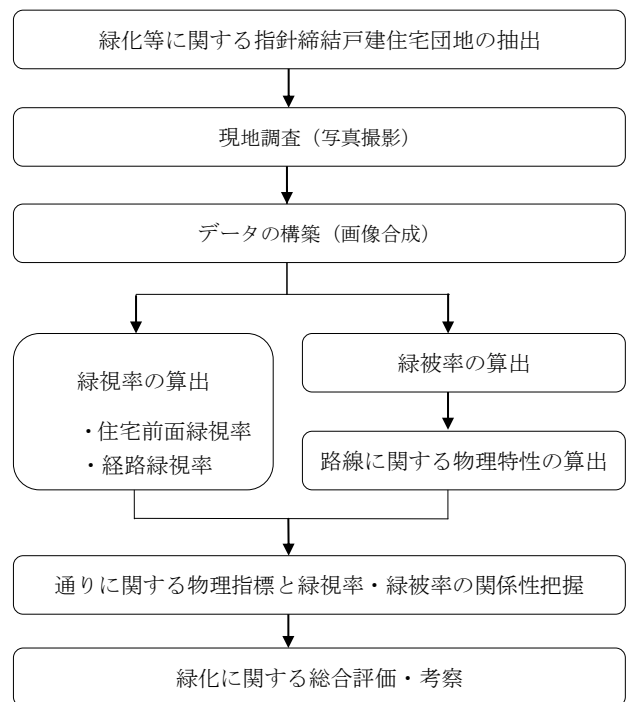 緑化等に関する指針締結戸建住宅団地の抽出
現地調査（写真撮影）
データの構築（画像合成）
緑視率の算出
・住宅前面緑視率
・経路緑視率
緑被率の算出
路線に関する物理特性の算出
通りに関する物理指標と緑視率・緑被率の関係性把握
緑化に関する総合評価・考察